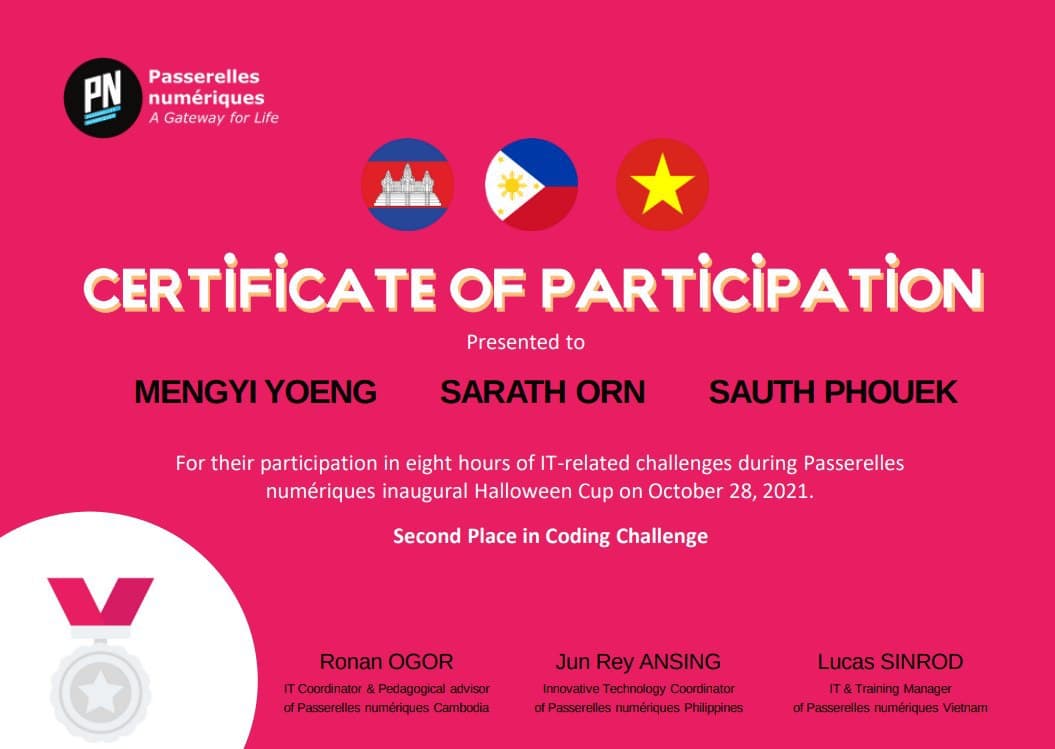 PN
Passerelles
numériques
A Gateway for Life
CERTIFICATE OF PARTICIPATION
Presented to
MENGYI YOENG SARATH ORN SAUTH PHOUEK
For their participation in eight hours of IT-related challenges during Passerelles
numériques inaugural Halloween Cup on October 28, 2021.
Second Place in Coding Challenge
Ronan OGOR
IT Coordinator & Pedagogical advisor
of Passerelles numériques Cambodia
Jun Rey ANSING
Innovative Technology Coordinator
of Passerelles numériques Philippines
Lucas SINROD
IT & Training Manager
of Passerelles numériques Vietnam